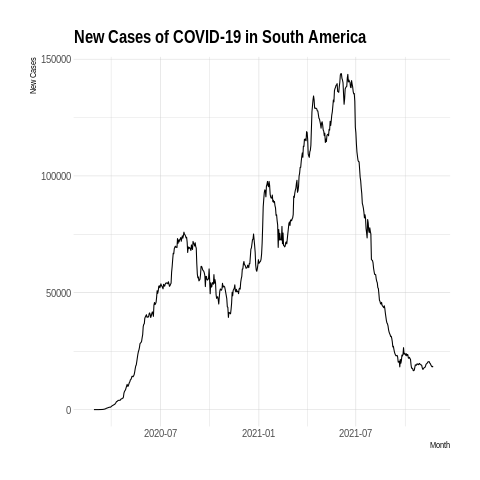 New Cases of COVID-19 in South America
New Cases
150000
100000
50000
0
2020-07
2021-01
2021-07
Month